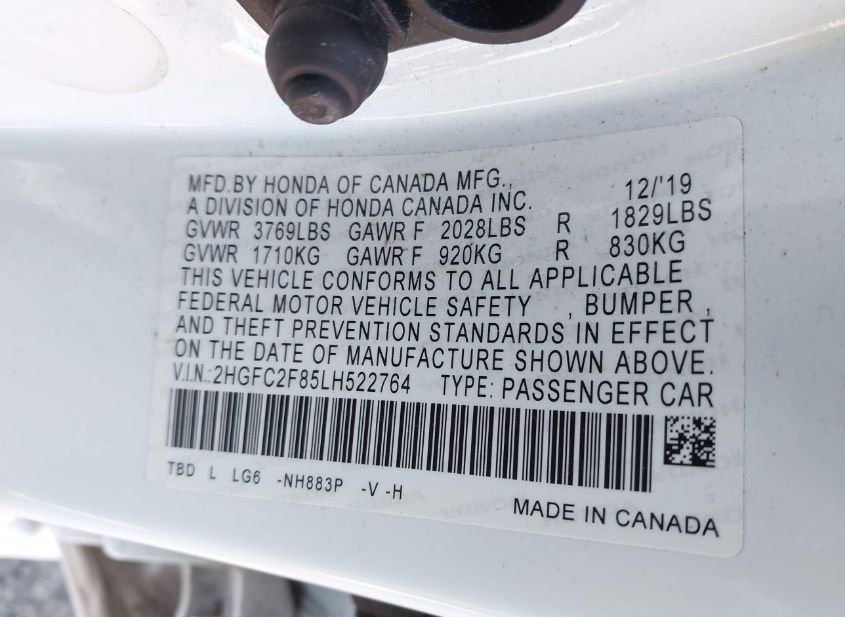 MFD.BY HONDA OF CANADA MFG., 12/'19
A DIVISION OF HONDA CANADA INC.
GVWR 3769LBS GAWR F 2028LBS R 1829LBS
GVWR 1710KG GAWR F 920KG R 830KG
THIS VEHICLE CONFORMS TO ALL APPLICABLE
FEDERAL MOTOR VEHICLE SAFETY , BUMPER ,
AND THEFT PREVENTION STANDARDS IN EFFECT
ON THE DATE OF MANUFACTURE SHOWN ABOVE.
V.I.N.:2HGFC2F85LH522764 TYPE: PASSENGER CAR
TBD L LG6 -NH883P -V -H
MADE IN CANADA